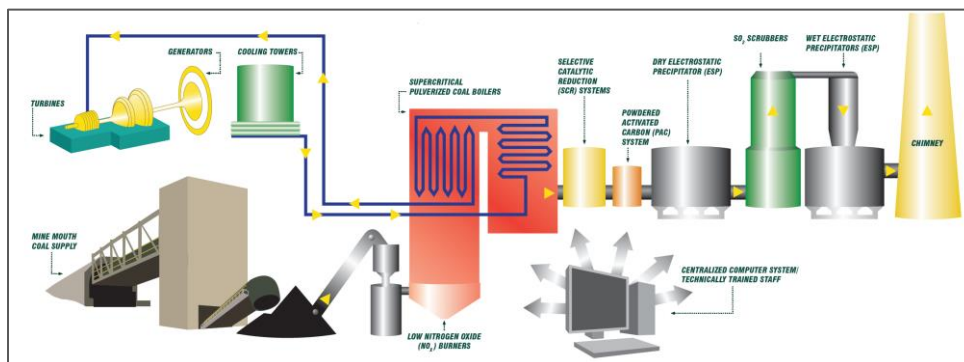 GENERATORS
COOLING TOWERS
TURBINES
SUPERCRITICAL
PULVERIZED COAL BOILERS
SELECTIVE
CATALYTIC
REDUCTION
(SCR) SYSTEMS
POWDERED
ACTIVATED
CARBON (PAC)
SYSTEM
DRY ELECTROSTATIC
PRECIPITATOR (ESP)
SO₂ SCRUBBERS
WET ELECTROSTATIC
PRECIPITATORS (ESP)
CHIMNEY
MINE MOUTH
COAL SUPPLY
LOW NITROGEN OXIDE
(NOₓ) BURNERS
CENTRALIZED COMPUTER SYSTEM/
TECHNICALLY TRAINED STAFF